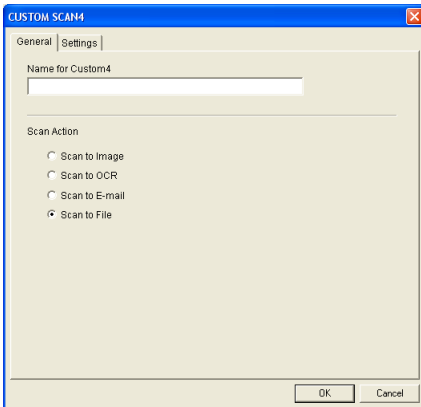 CUSTOM SCAN4
General Settings
Name for Custom4
Scan Action
Scan to Image
Scan to OCR
Scan to E-mail
Scan to File
OK Cancel